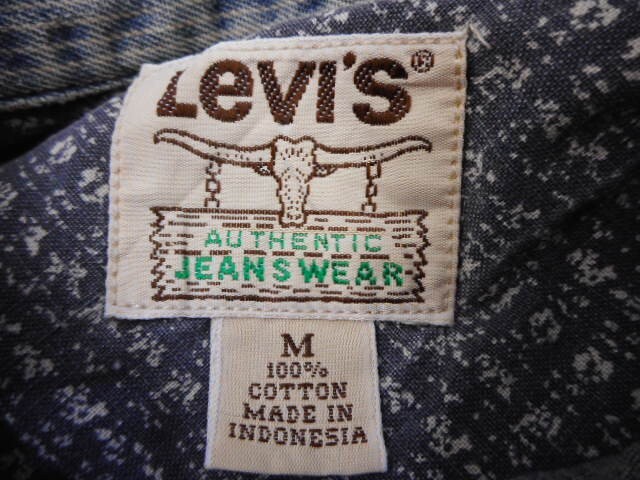 Levi's®
AUTHENTIC
JEANSWEAR
M
100%
COTTON
MADE IN
INDONESIA